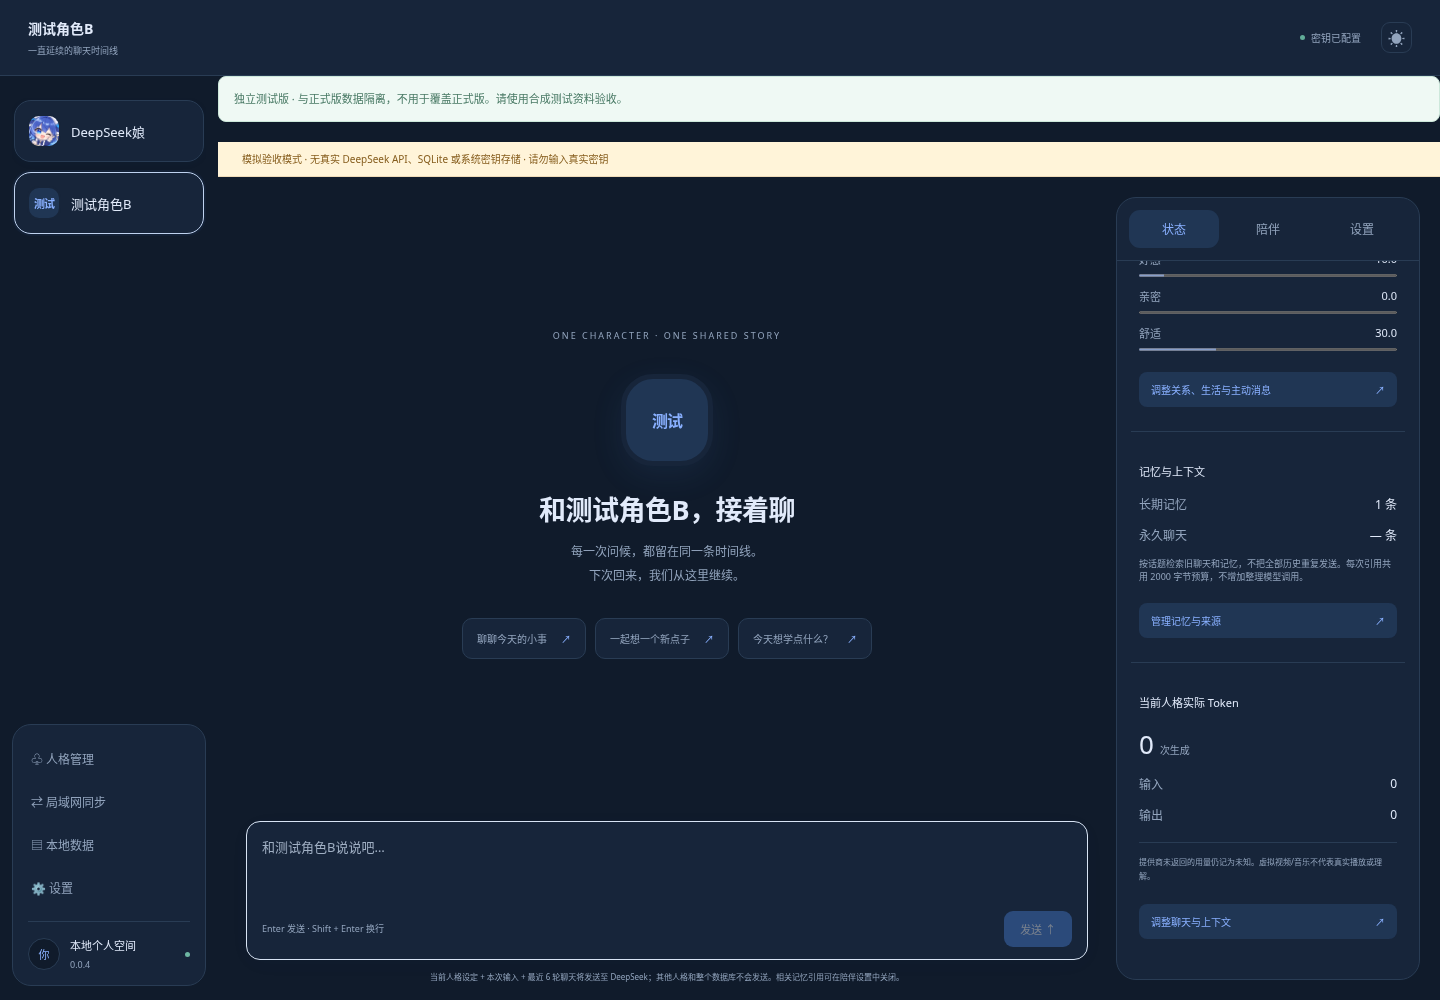 测试角色B
一直延续的聊天时间线
密钥已配置
DeepSeek娘
测试
测试角色B
独立测试版 · 与正式版数据隔离，不用于覆盖正式版。请使用合成测试资料验收。
模拟验收模式 · 无真实 DeepSeek API、SQLite 或系统密钥存储 · 请勿输入真实密钥
ONE CHARACTER · ONE SHARED STORY
测试
和测试角色B，接着聊
每一次问候，都留在同一条时间线。
下次回来，我们从这里继续。
聊聊今天的小事 ↗
一起想一个新点子 ↗
今天想学点什么？ ↗
和测试角色B说说吧...
Enter 发送 · Shift + Enter 换行
发送 ↑
当前人格设定 + 本次输入 + 最近 6 轮聊天将发送至 DeepSeek；其他人格和整个数据库不会发送。相关记忆引用可在陪伴设置中关闭。
♧ 人格管理
⇄ 局域网同步
▤ 本地数据
⚙️ 设置
你
本地个人空间
0.0.4
状态
陪伴
设置
亲密 0.0
舒适 30.0
调整关系、生活与主动消息 ↗
记忆与上下文
长期记忆 1 条
永久聊天 — 条
按话题检索旧聊天和记忆，不把全部历史重复发送。每次引用共
用 2000 字节预算，不增加整理模型调用。
管理记忆与来源 ↗
当前人格实际 Token
0 次生成
输入 0
输出 0
提供商未返回的用量仍记为未知。虚拟视频/音乐不代表真实播放或理
解。
调整聊天与上下文 ↗